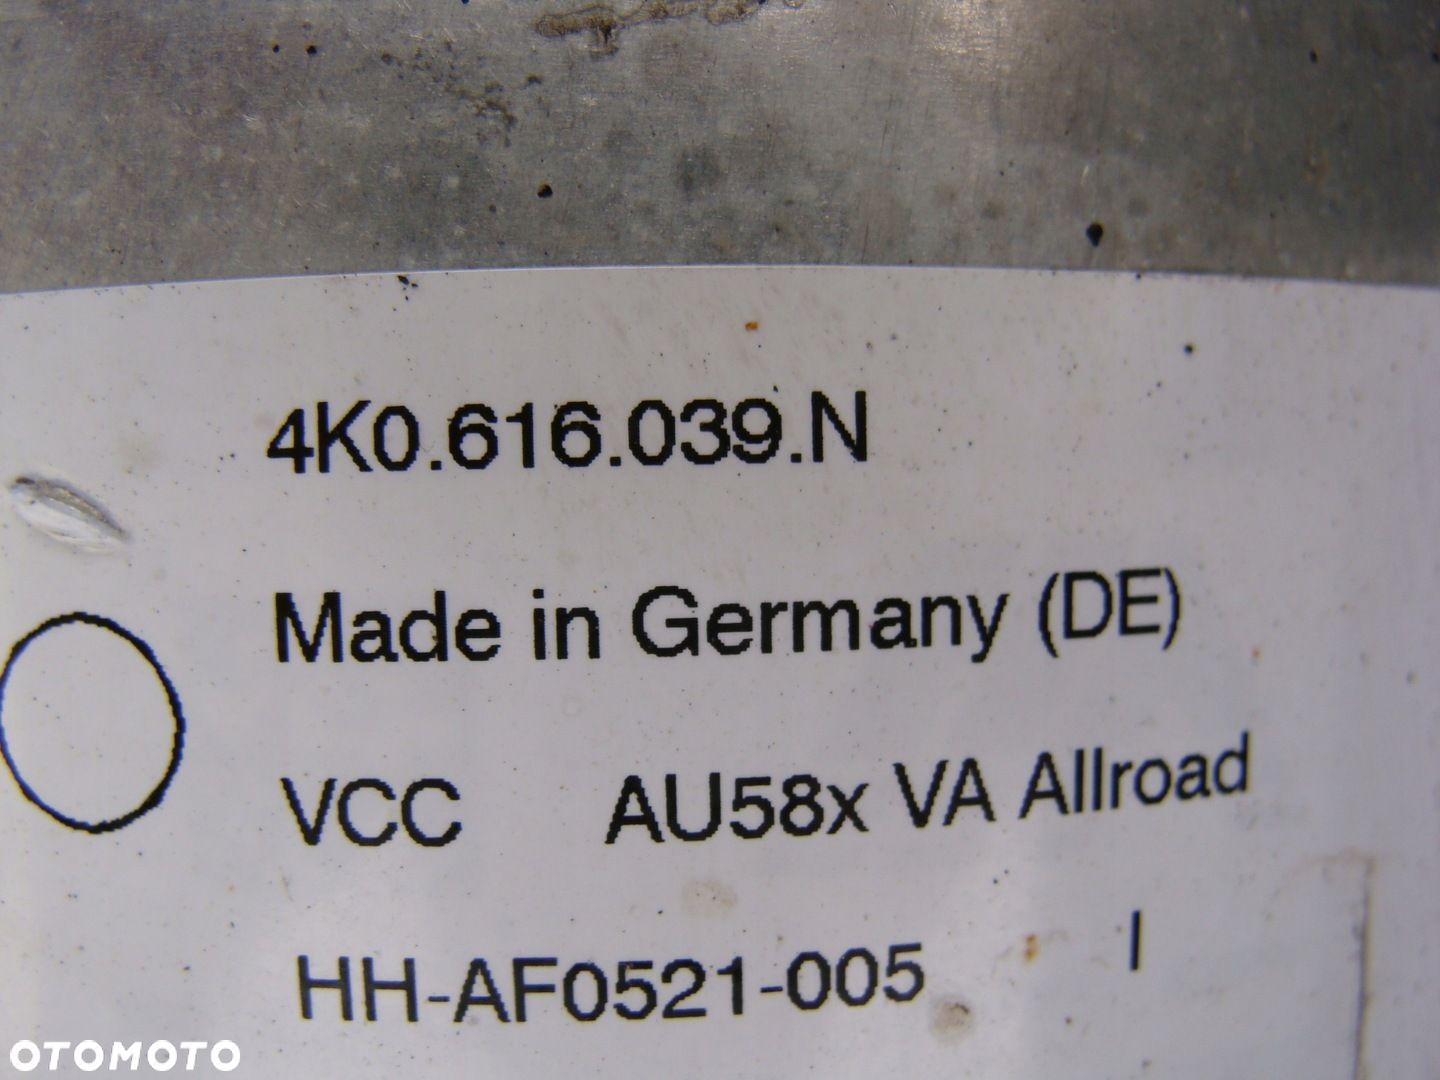 4K0.616.039.N
Made in Germany (DE)
VCC AU58x VA Allroad
HH-AF0521-005 I
OTOMOTO